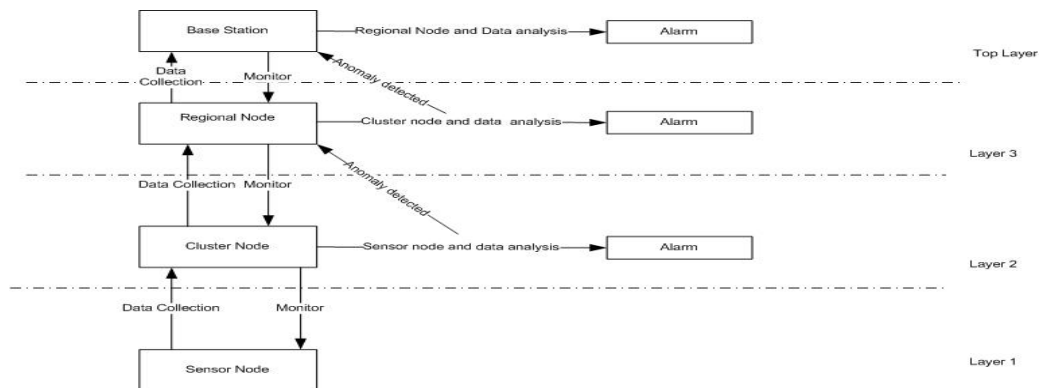 Base Station
Regional Node and Data analysis
Alarm
Top Layer
Data
Collection
Monitor
Anomaly detected
Regional Node
Cluster node and data analysis
Alarm
Layer 3
Data Collection
Monitor
Anomaly detected
Cluster Node
Sensor node and data analysis
Alarm
Layer 2
Data Collection
Monitor
Sensor Node
Layer 1